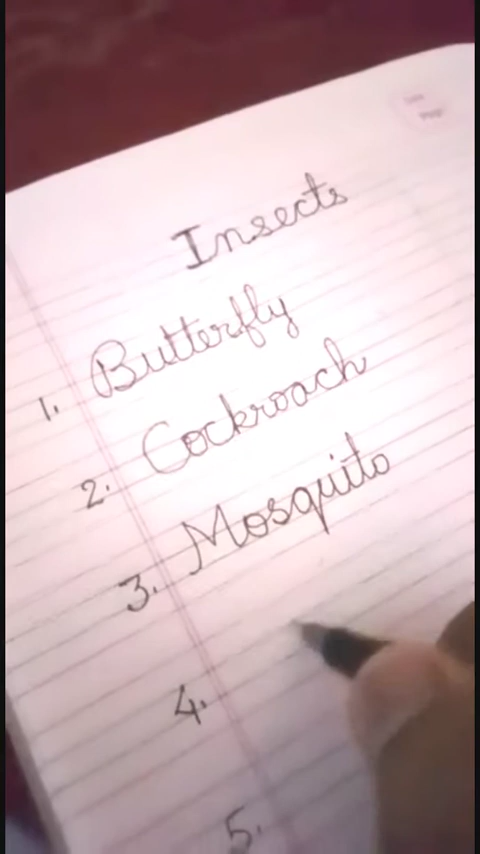 Insects
1. Butterfly
2. Cockroach
3. Mosquito
4.
5.